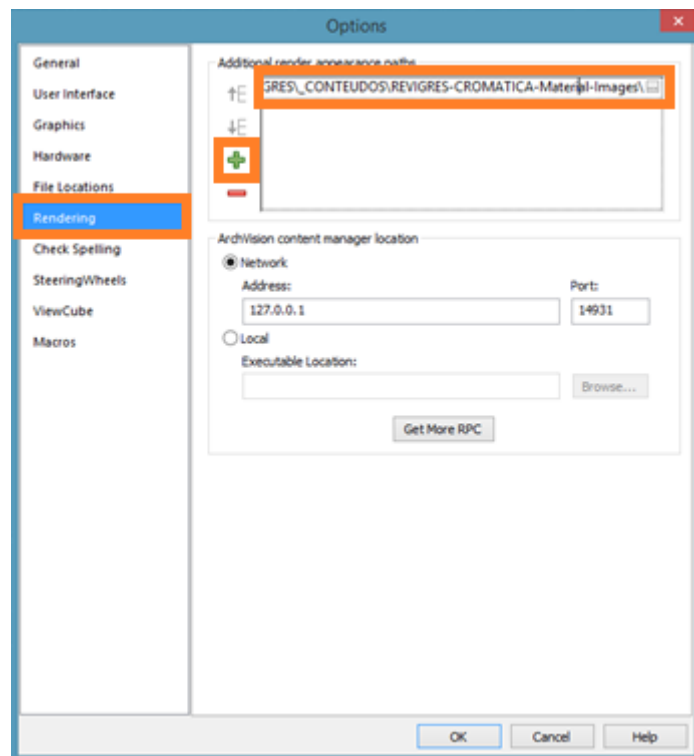 Options
General
User Interface
Graphics
Hardware
File Locations
Rendering
Check Spelling
SteeringWheels
ViewCube
Macros
Additional render appearance paths
GRES\_CONTEUDOS\REVIGRES-CROMATICA-Material-Images\
ArchVision content manager location
Network
Address:
Port:
127.0.0.1
14931
Local
Executable Location:
Browse...
Get More RPC
OK
Cancel
Help